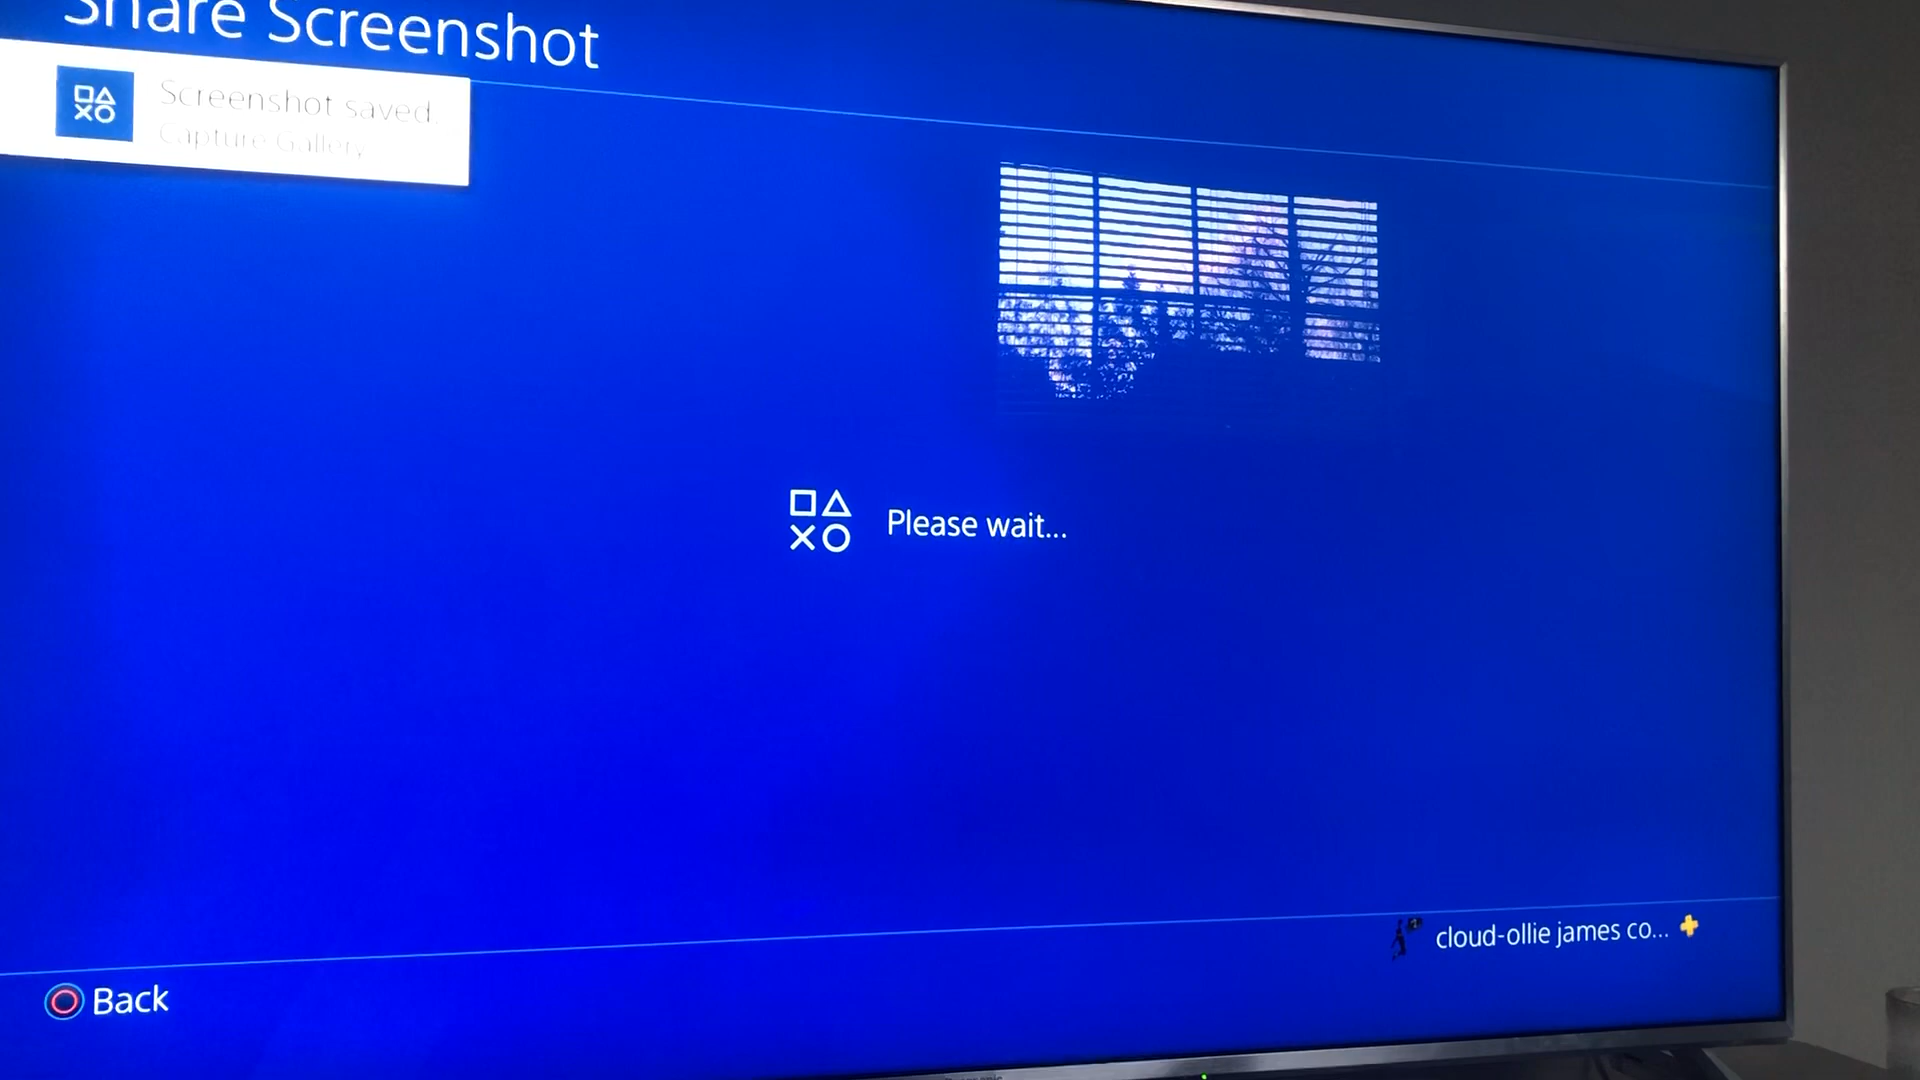 Share Screenshot
Screenshot saved.
Capture Gallery
Please wait...
cloud-ollie james co...
Back